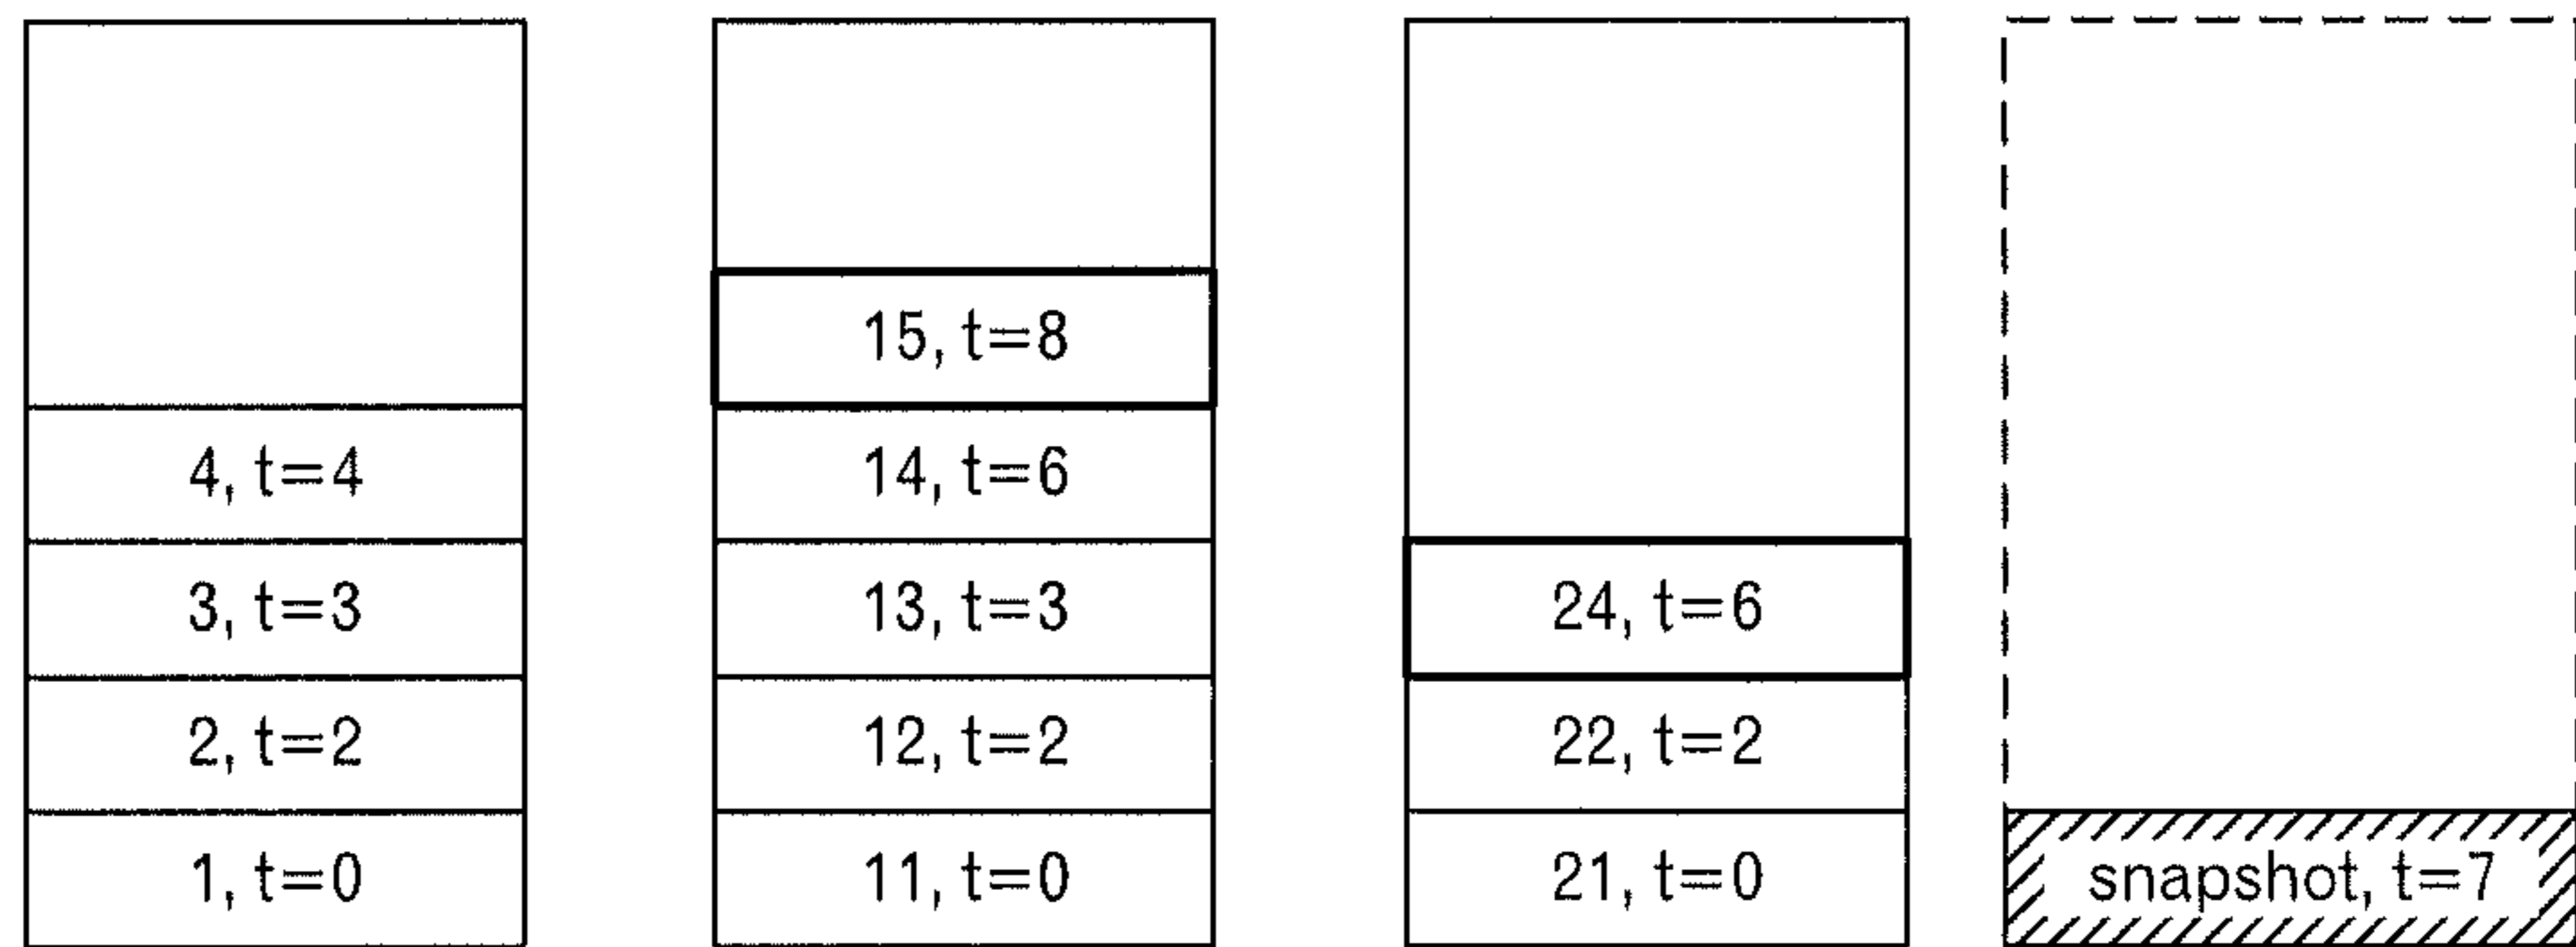 4, t=4
3, t=3
2, t=2
1, t=0
15, t=8
14, t=6
13, t=3
12, t=2
11, t=0
24, t=6
22, t=2
21, t=0
snapshot, t=7